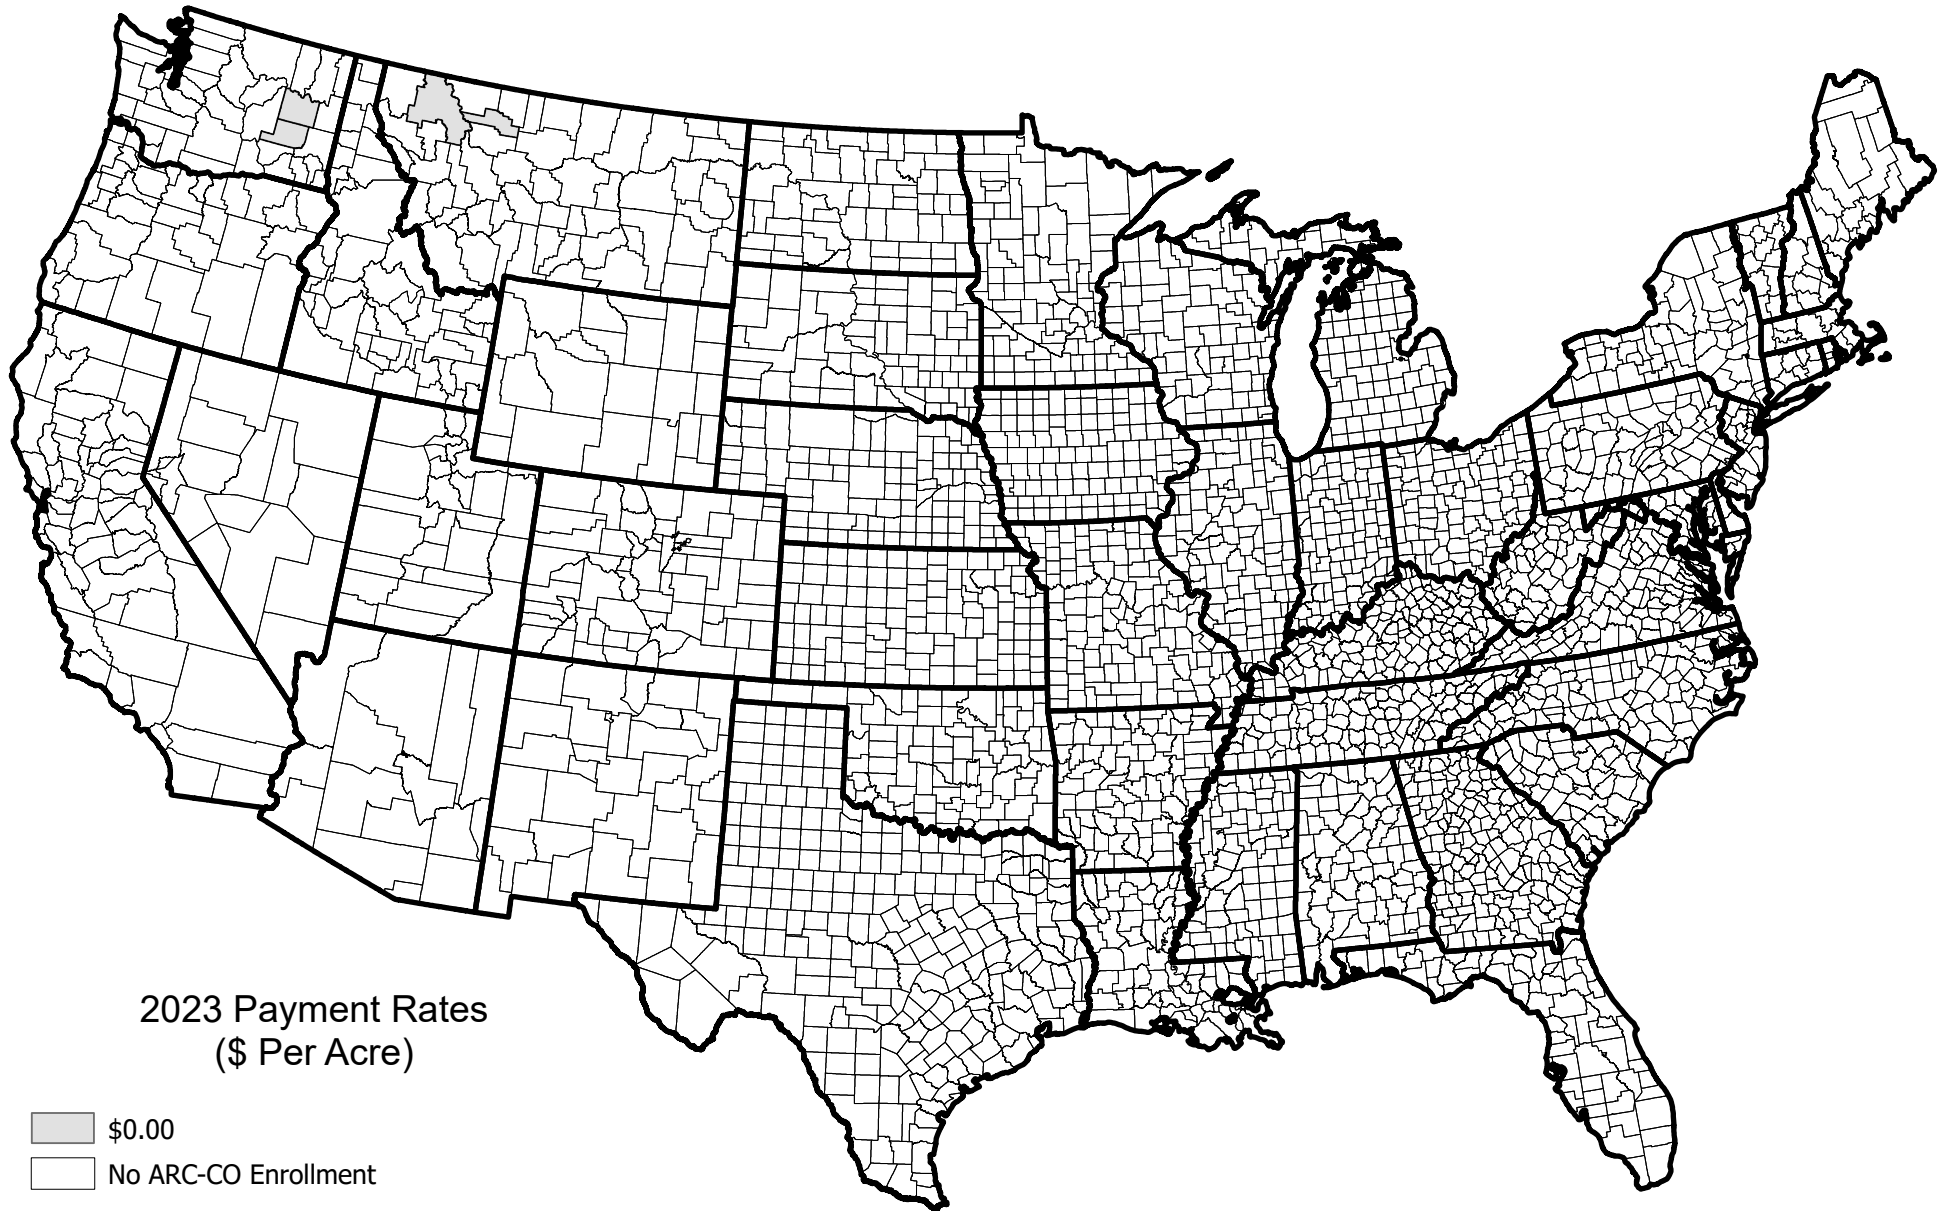 2023 Payment Rates
($ Per Acre)
$0.00
No ARC-CO Enrollment